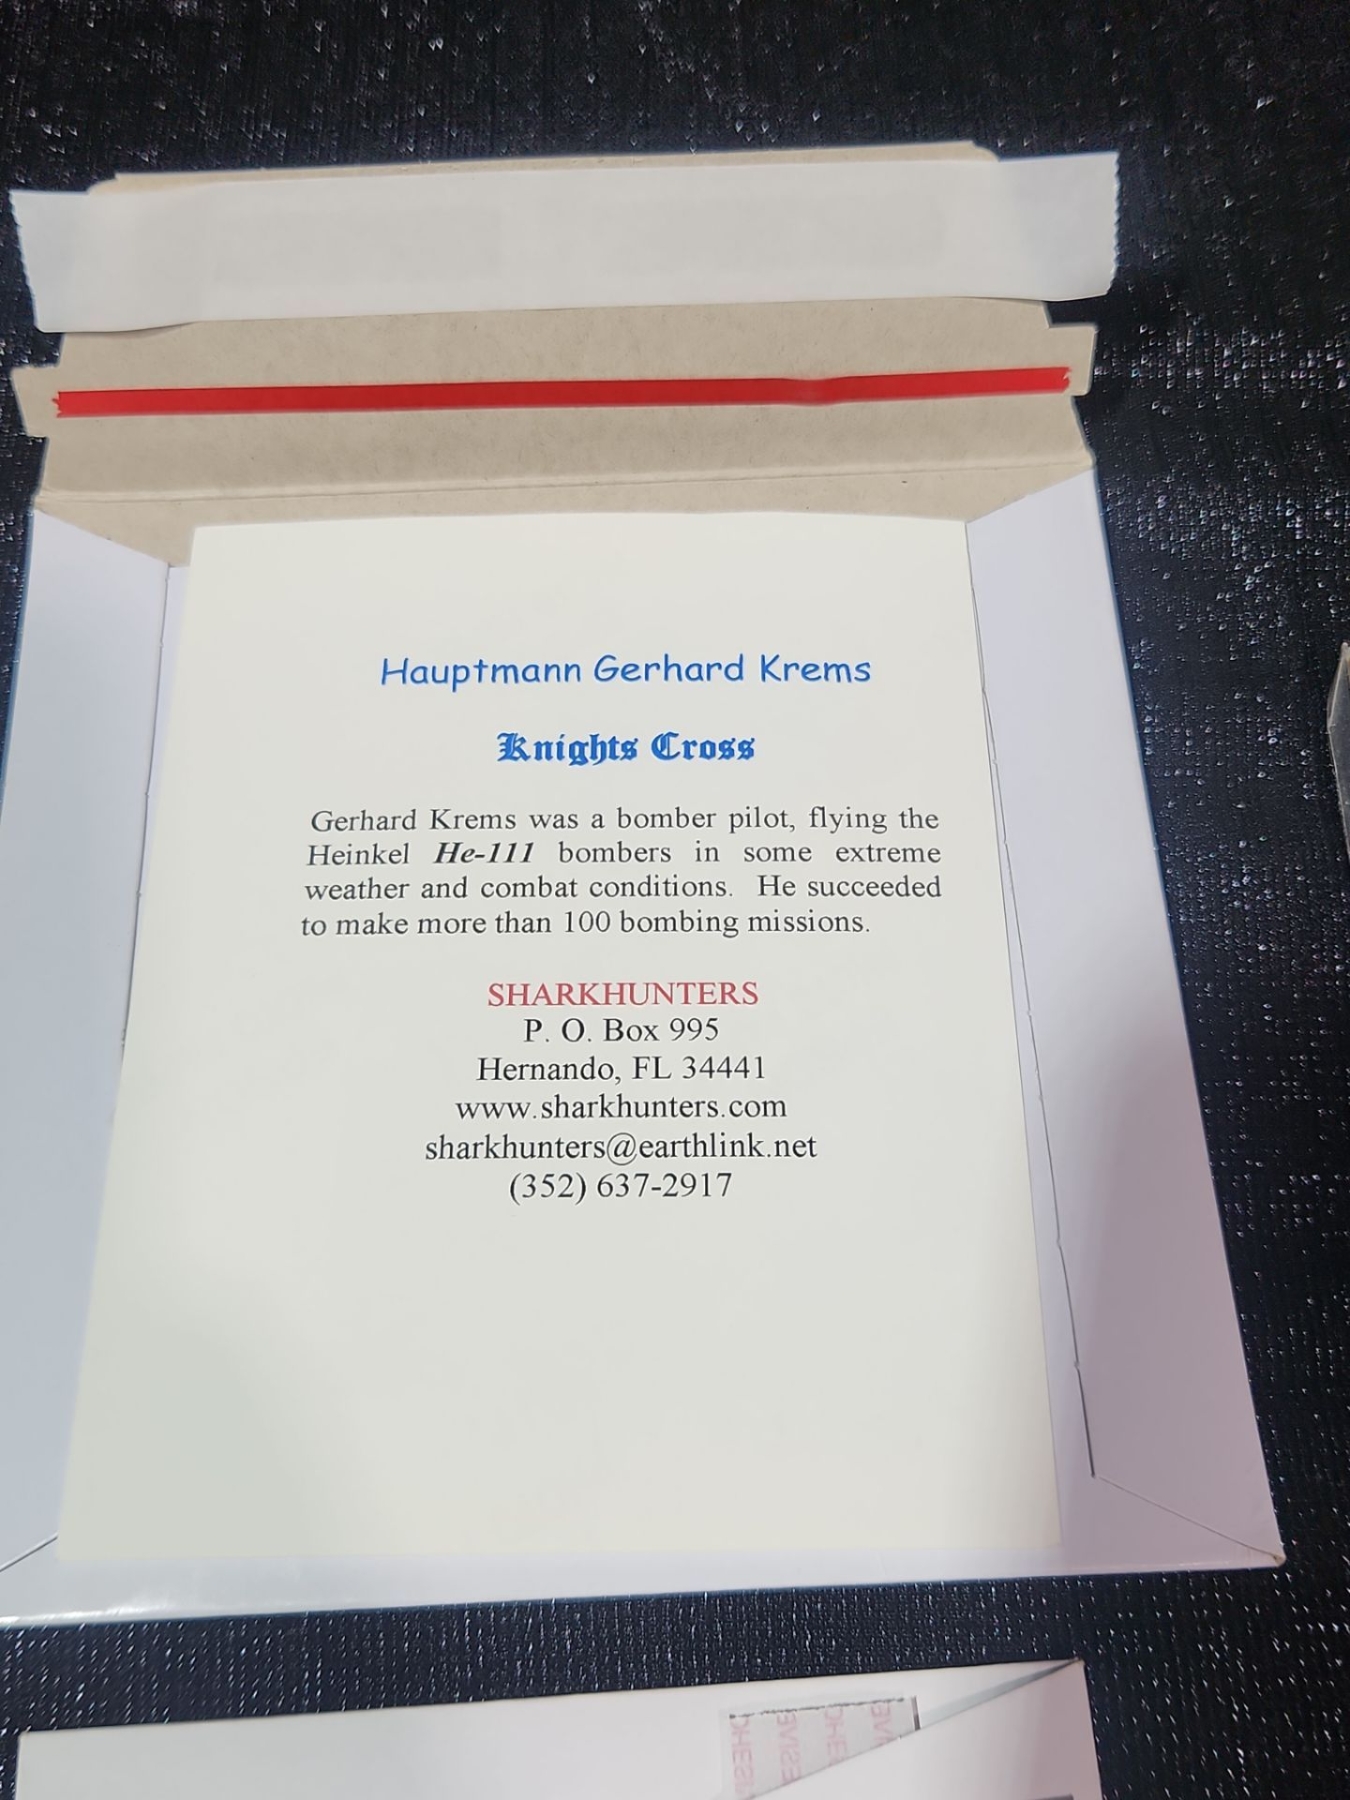 Hauptmann Gerhard Krems
Knights Cross
Gerhard Krems was a bomber pilot, flying the
Heinkel He-111 bombers in some extreme
weather and combat conditions. He succeeded
to make more than 100 bombing missions.
SHARKHUNTERS
P. O. Box 995
Hernando, FL 34441
www.sharkhunters.com
sharkhunters@earthlink.net
(352) 637-2917